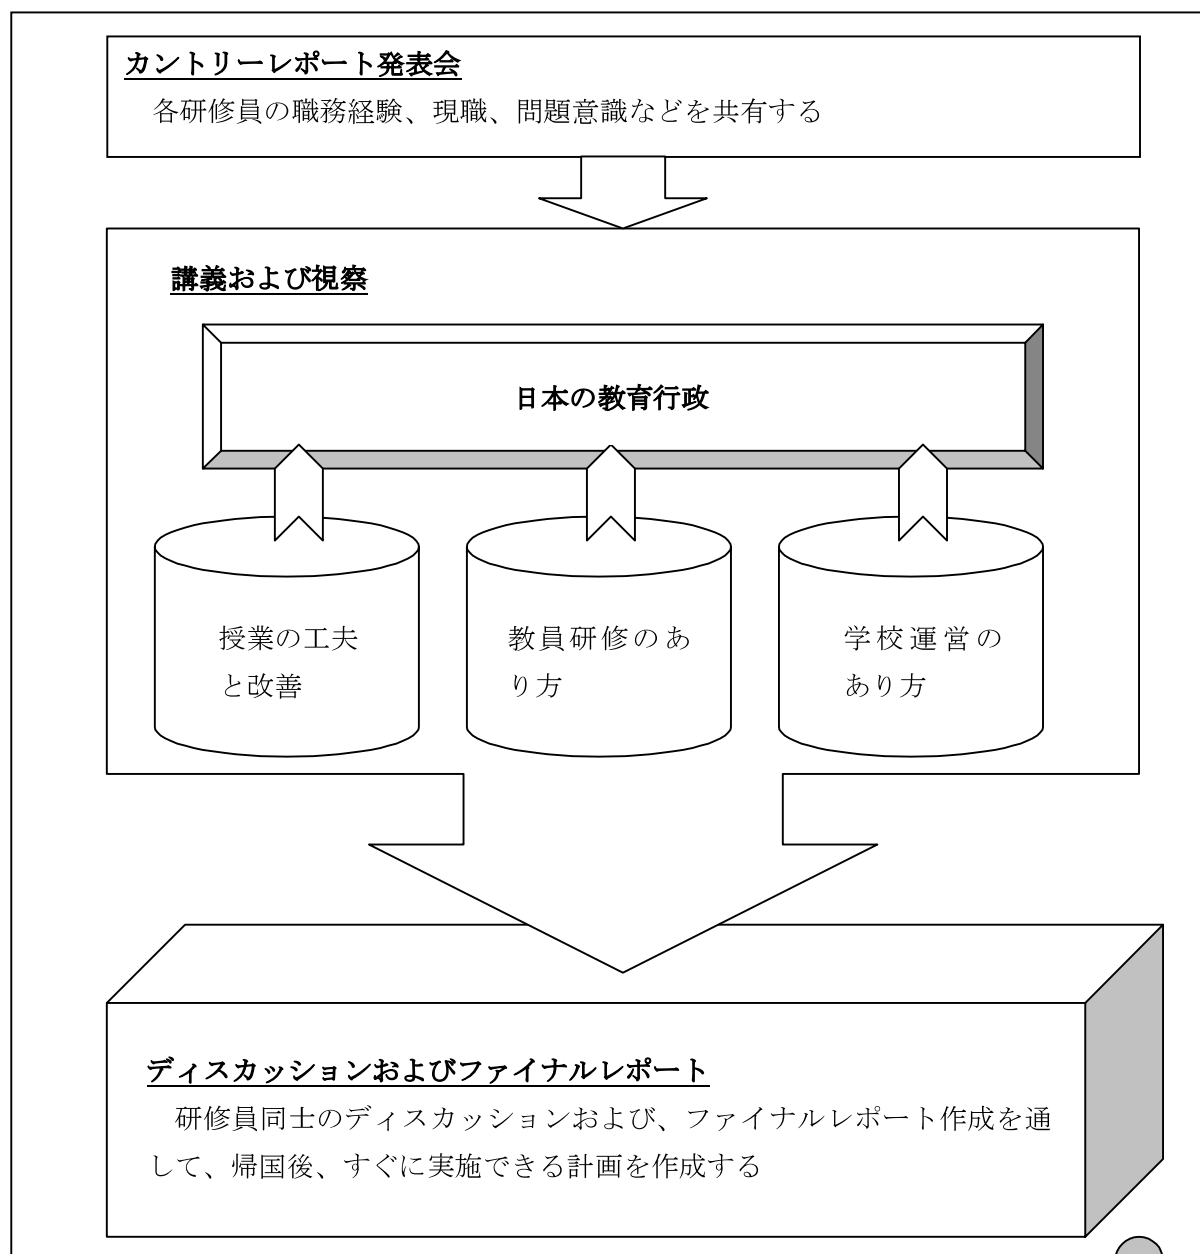 カントリーレポート発表会
各研修員の職務経験、現職、問題意識などを共有する
講義および視察
日本の教育行政
授業の工夫
と改善
教員研修のあ
り方
学校運営の
あり方
ディスカッションおよびファイナルレポート
研修員同士のディスカッションおよび、ファイナルレポート作成を通
して、帰国後、すぐに実施できる計画を作成する